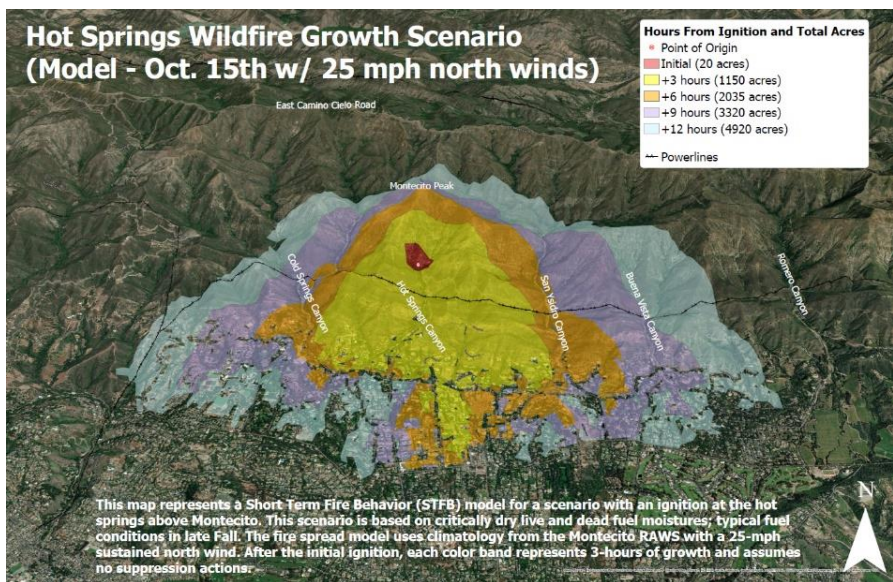 Hot Springs Wildfire Growth Scenario
(Model - Oct. 15th w/ 25 mph north winds)
Hours From Ignition and Total Acres
Point of Origin
Initial (20 acres)
+3 hours (1150 acres)
+6 hours (2035 acres)
+9 hours (3320 acres)
+12 hours (4920 acres)
Powerlines
East Camino Cielo Road
Montecito Peak
Cold Springs Canyon
Hot Springs Canyon
San Ysidro Canyon
Buena Vista Canyon
Romero Canyon
N
This map represents a Short Term Fire Behavior (STFB) model for a scenario with an ignition at the hot
springs above Montecito. This scenario is based on critically dry live and dead fuel moistures; typical fuel
conditions in late Fall. The fire spread model uses climatology from the Montecito RAWS with a 25-mph
sustained north wind. After the initial ignition, each color band represents 3-hours of growth and assumes
no suppression actions.